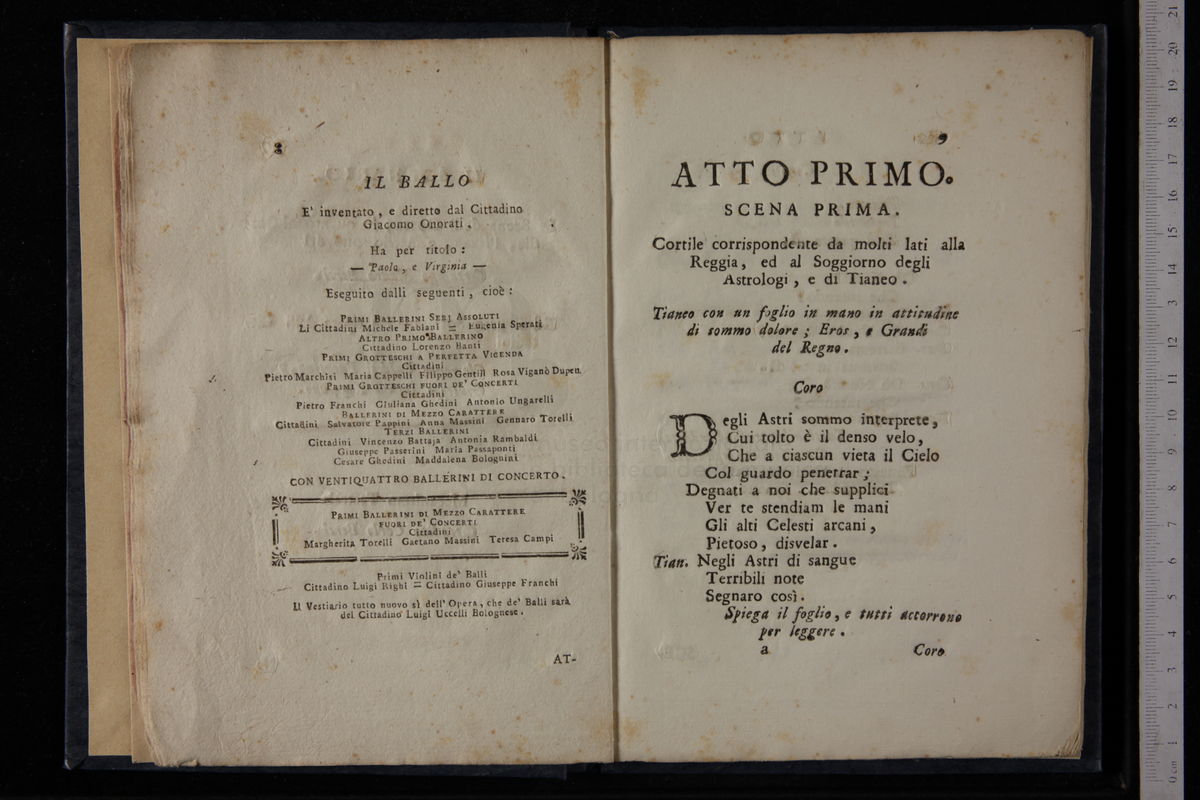 8
IL BALLO
E' inventato, e diretto dal Cittadino
Giacomo Onorati.
Ha per titolo:
— Paolo, e Virginia —
Eseguito dalli seguenti, cioè:
PRIMI BALLERINI SERJ ASSOLUTI
Li Cittadini Michele Fabiani = Eugenia Sperati
ALTRO PRIMO BALLERINO
Cittadino Lorenzo Banti
PRIMI GROTTESCHI A PERFETTA VICENDA
Cittadini
Pietro Marchisi Maria Cappelli Filippo Gentili Rosa Viganò Dupen.
PRIMI GROTTESCHI FUORI DE' CONCERTI
Cittadini
Pietro Franchi Giuliana Ghedini Antonio Ungarelli
BALLERINI DI MEZZO CARATTERE
Cittadini Salvatore Pappini Anna Massini Gennaro Torelli
TERZI BALLERINI
Cittadini Vincenzo Battaja Antonia Rambaldi
Giuseppe Passerini Maria Passaponti
Cesare Ghedini Maddalena Bolognini
CON VENTIQUATTRO BALLERINI DI CONCERTO.
PRIMI BALLERINI DI MEZZO CARATTERE
FUORI DE' CONCERTI
Cittadini
Margherita Torelli Gaetano Massini Teresa Campi
Primi Violini de' Balli
Cittadino Luigi Righi = Cittadino Giuseppe Franchi
Il Vestiario tutto nuovo sì dell' Opera, che de' Balli sarà
del Cittadino Luigi Uccelli Bolognese.
AT-
9
ATTO PRIMO.
SCENA PRIMA.
Cortile corrispondente da molti lati alla
Reggia, ed al Soggiorno degli
Astrologi, e di Tianeo.
Tianeo con un foglio in mano in attitudine
di sommo dolore; Eros, e Grandi
del Regno.
Coro
Degli Astri sommo interprete,
Cui tolto è il denso velo,
Che a ciascun vieta il Cielo
Col guardo penetrar;
Degnati a noi che supplici
Ver te stendiam le mani
Gli alti Celesti arcani,
Pietoso, disvelar.
Tian. Negli Astri di sangue
Terribili note
Segnaro così.
Spiega il foglio, e tutti accorrono
per leggere.
a Coro